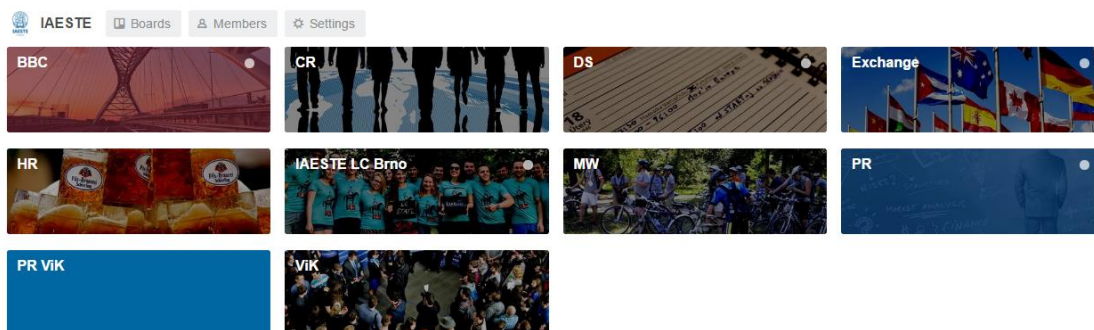 IAESTE Boards Members Settings
BBC
CR
DS
Exchange
HR
IAESTE LC Brno
MW
PR
PR ViK
ViK